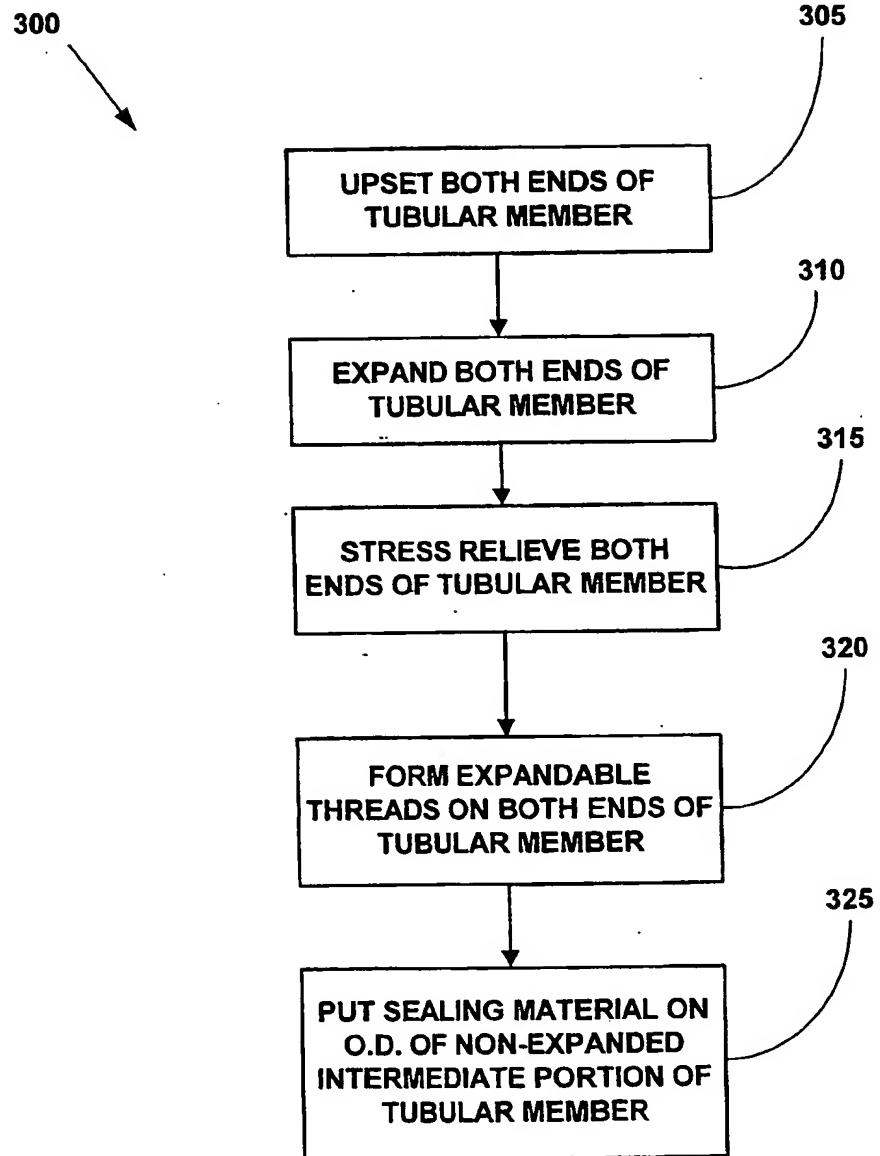 300
305
UPSET BOTH ENDS OF
TUBULAR MEMBER
310
EXPAND BOTH ENDS OF
TUBULAR MEMBER
315
STRESS RELIEVE BOTH
ENDS OF TUBULAR MEMBER
320
FORM EXPANDABLE
THREADS ON BOTH ENDS OF
TUBULAR MEMBER
325
PUT SEALING MATERIAL ON
O.D. OF NON-EXPANDED
INTERMEDIATE PORTION OF
TUBULAR MEMBER